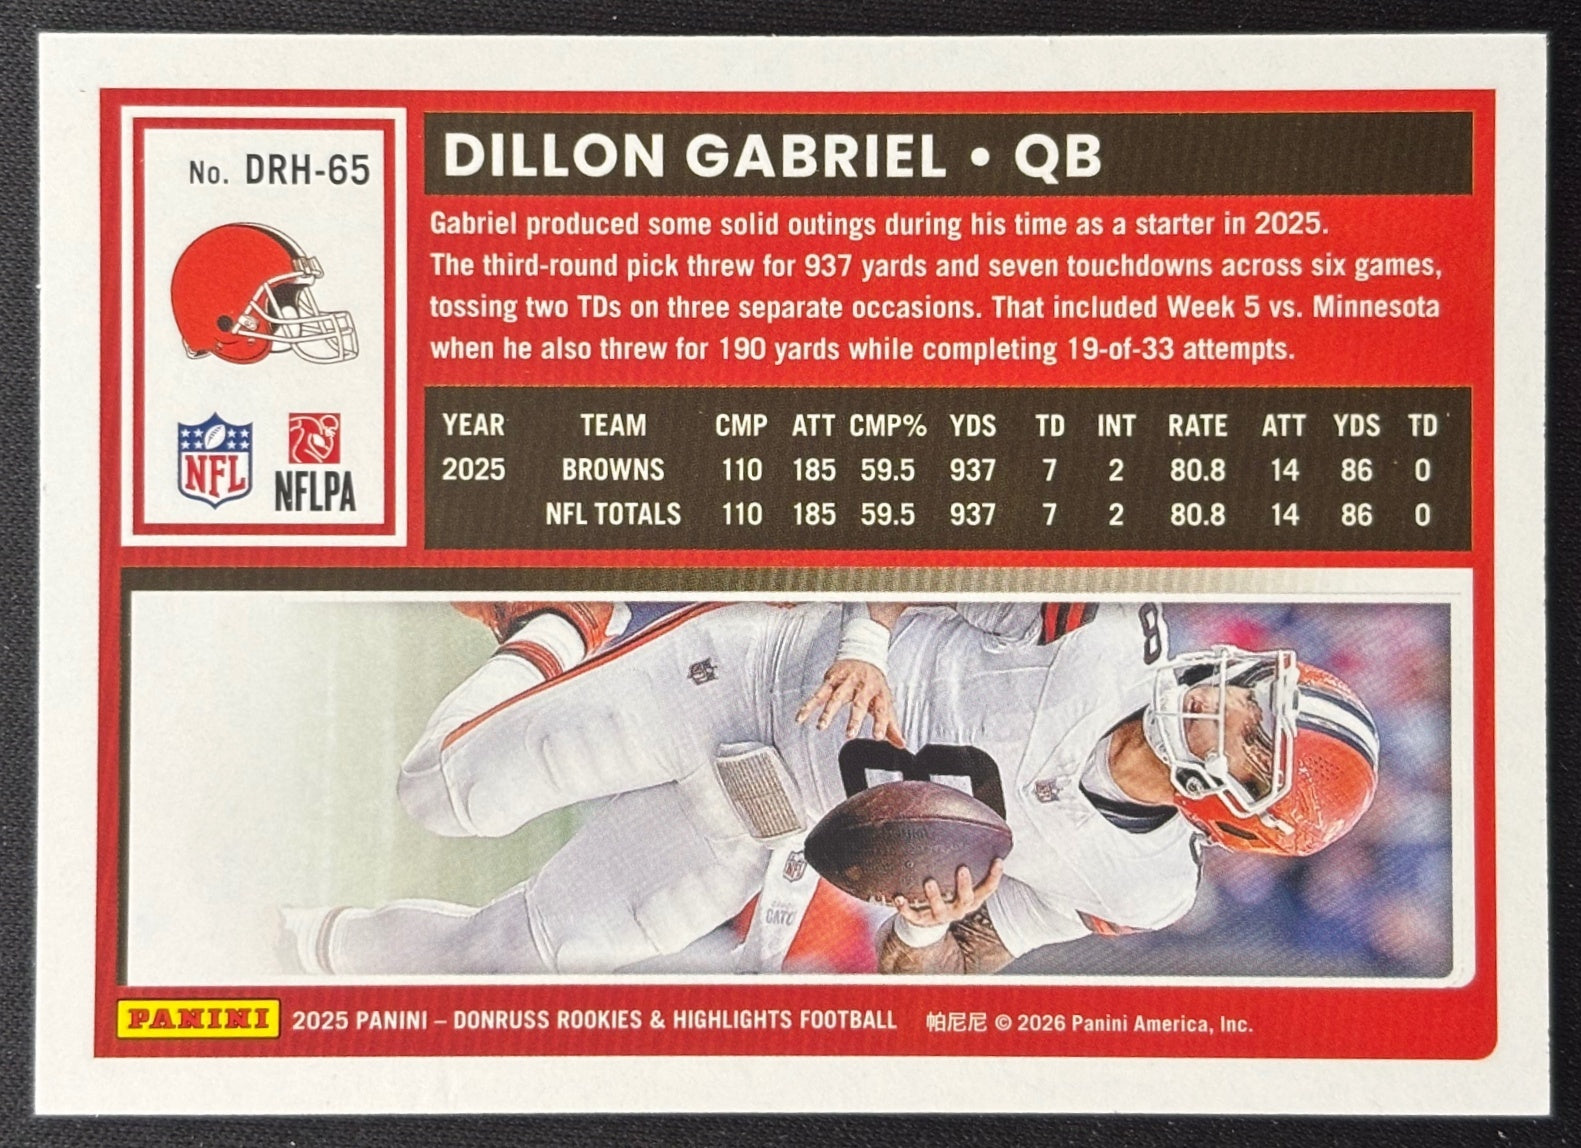 No. DRH-65
NFL
NFLPA
DILLON GABRIEL • QB
Gabriel produced some solid outings during his time as a starter in 2025.
The third-round pick threw for 937 yards and seven touchdowns across six games,
tossing two TDs on three separate occasions. That included Week 5 vs. Minnesota
when he also threw for 190 yards while completing 19-of-33 attempts.
YEAR TEAM CMP ATT CMP% YDS TD INT RATE ATT YDS TD
2025 BROWNS 110 185 59.5 937 7 2 80.8 14 86 0
NFL TOTALS 110 185 59.5 937 7 2 80.8 14 86 0
8
8
PANINI 2025 PANINI – DONRUSS ROOKIES & HIGHLIGHTS FOOTBALL 帕尼尼 © 2026 Panini America, Inc.